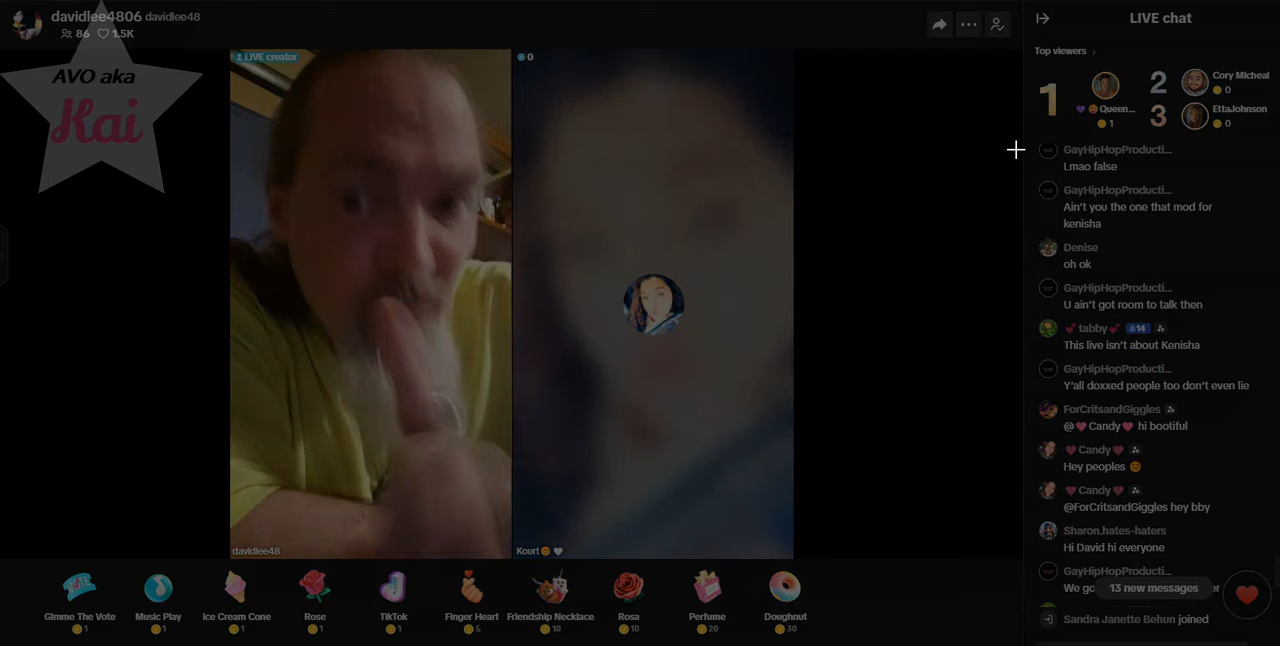 davidlee4806 davidlee48
86 1.5K
AVO aka
Kai
LIVE creator
0
davidlee48
Kourt
Gimme The Vote
1
Music Play
1
Ice Cream Cone
1
Rose
1
TikTok
1
Finger Heart
5
Friendship Necklace
10
Rosa
10
Perfume
20
Doughnut
30
LIVE chat
Top viewers
1
Queen...
1
2
Cory Micheal
0
3
EttaJohnson
0
GayHipHopProducti...
Lmao false
GayHipHopProducti...
Ain't you the one that mod for
kenisha
Denise
oh ok
GayHipHopProducti...
U ain't got room to talk then
tabby 14
This live isn't about Kenisha
GayHipHopProducti...
Y'all doxxed people too don't even lie
ForCritsandGiggles
@Candy hi bootiful
Candy
Hey peoples
Candy
@ForCritsandGiggles hey bby
Sharon.hates-haters
Hi David hi everyone
GayHipHopProducti...
13 new messages
Sandra Janette Behun joined